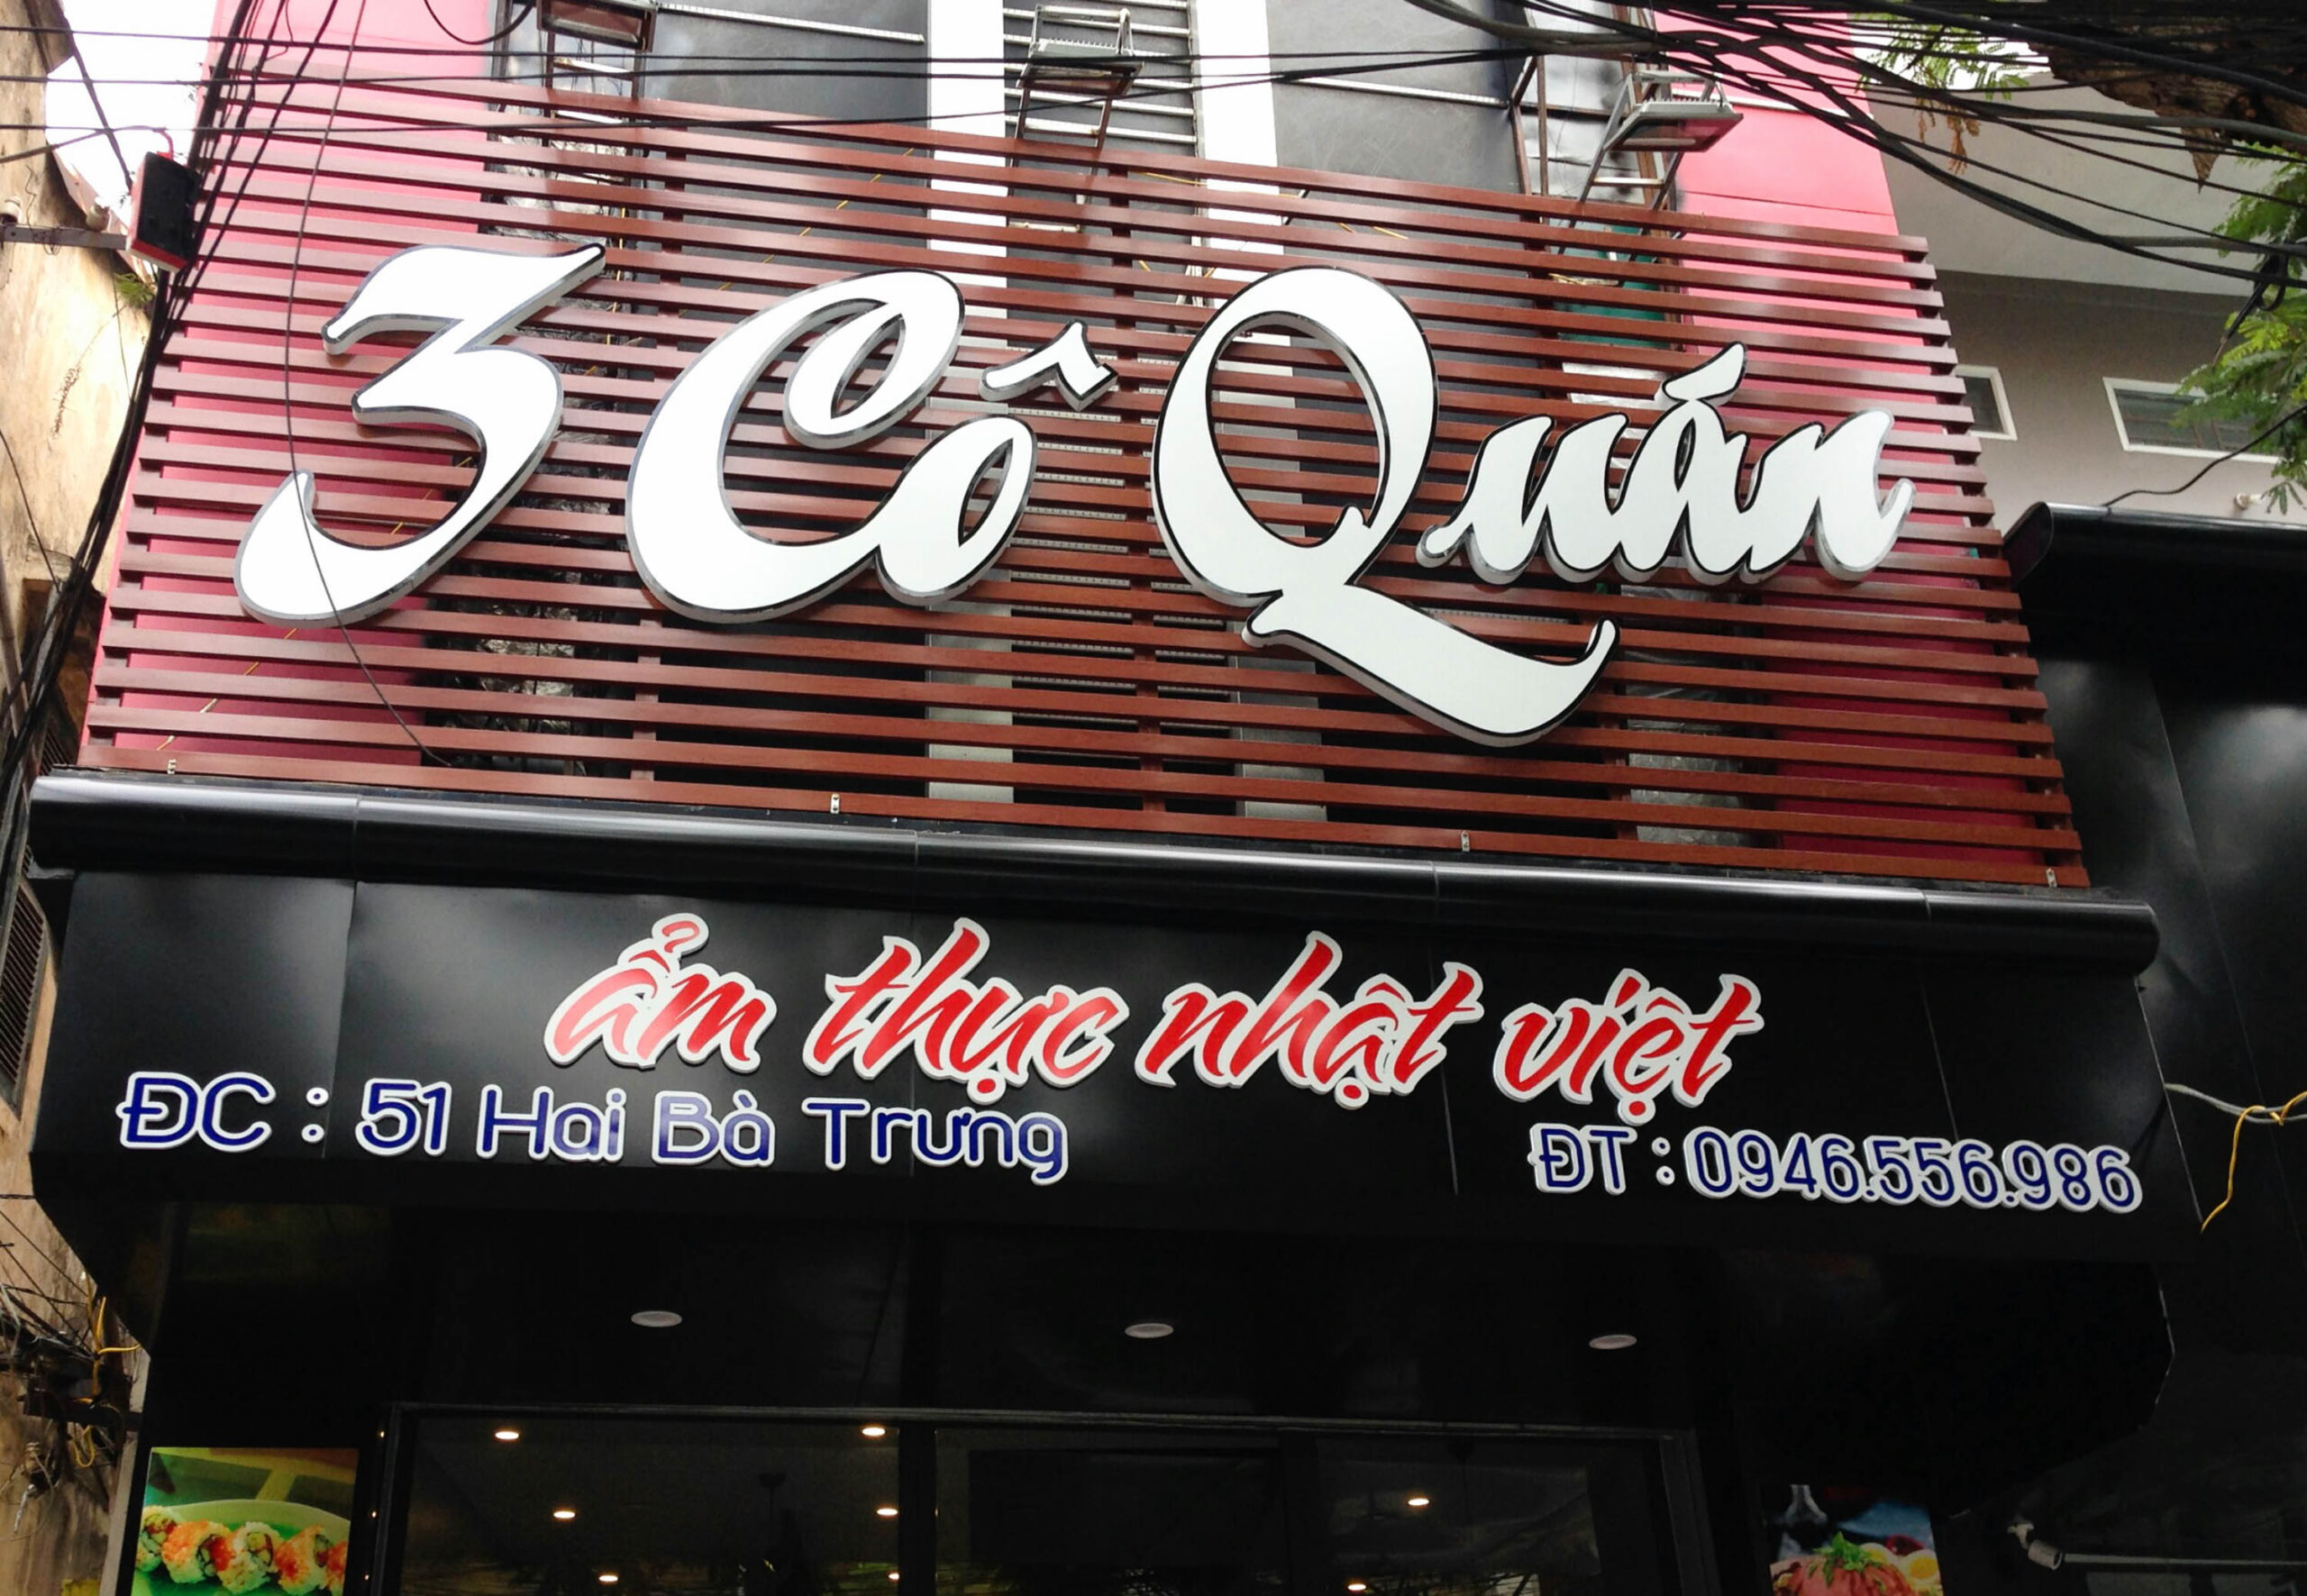 3 Cô Quán
ẩm thực nhật việt
ĐC : 51 Hai Bà Trưng
ĐT : 0946.556.986